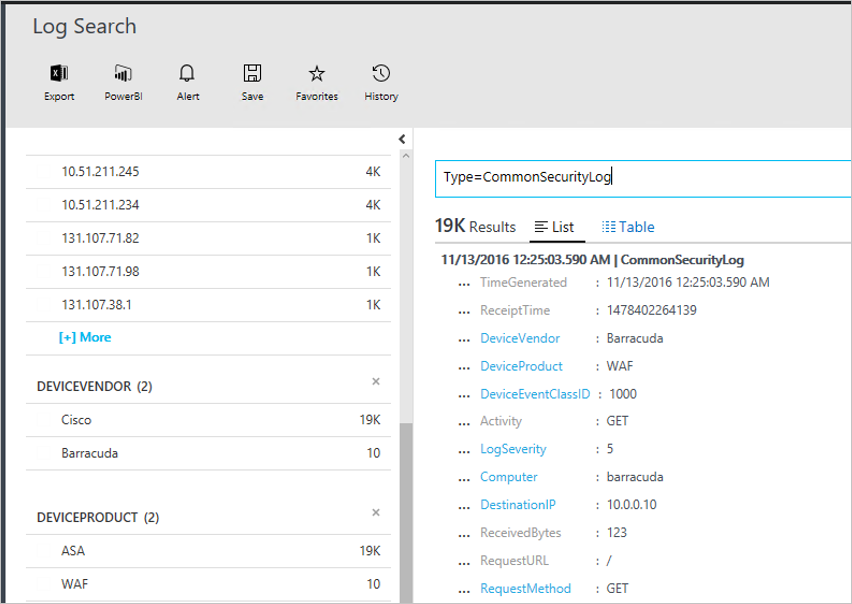 Log Search
Export PowerBI Alert Save Favorites History
10.51.211.245 4K
10.51.211.234 4K
131.107.71.82 1K
131.107.71.98 1K
131.107.38.1 1K
[+] More
DEVICEVENDOR (2)
Cisco 19K
Barracuda 10
DEVICEPRODUCT (2)
ASA 19K
WAF 10
Type=CommonSecurityLog
19K Results List Table
11/13/2016 12:25:03.590 AM | CommonSecurityLog
... TimeGenerated : 11/13/2016 12:25:03.590 AM
... ReceiptTime : 1478402264139
... DeviceVendor : Barracuda
... DeviceProduct : WAF
... DeviceEventClassID : 1000
... Activity : GET
... LogSeverity : 5
... Computer : barracuda
... DestinationIP : 10.0.0.10
... ReceivedBytes : 123
... RequestURL : /
... RequestMethod : GET